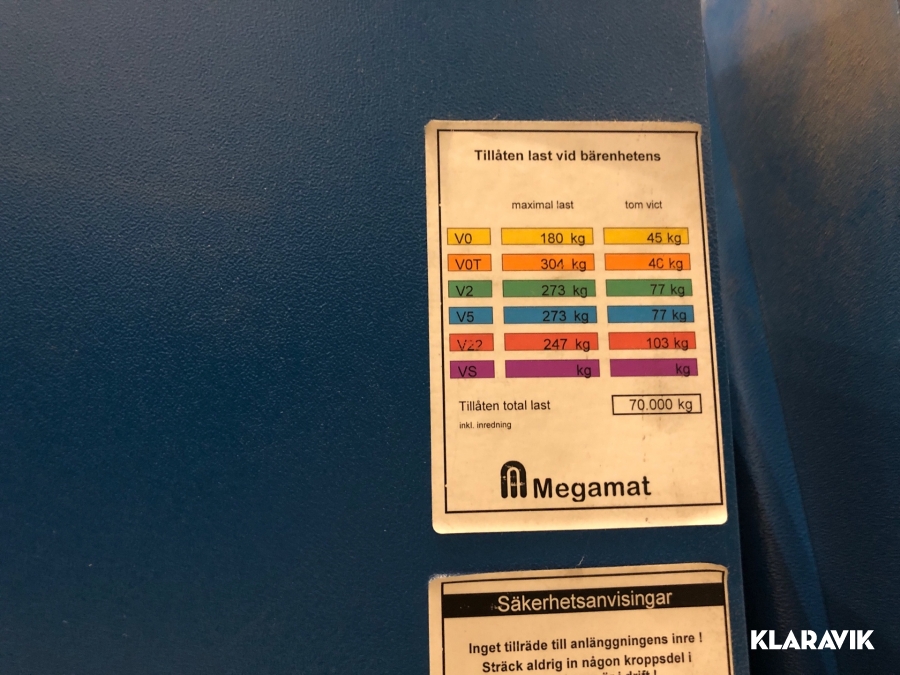 Tillåten last vid bärenhetens
maximal last tom vict
V0 180 kg 45 kg
V0T 304 kg 40 kg
V2 273 kg 77 kg
V5 273 kg 77 kg
V22 247 kg 103 kg
VS kg kg
Tillåten total last 70.000 kg
inkl. inredning
Megamat
Säkerhetsanvisingar
Inget tillräde till anlänggningens inre !
Sträck aldrig in någon kroppsdel i
KLARAVIK